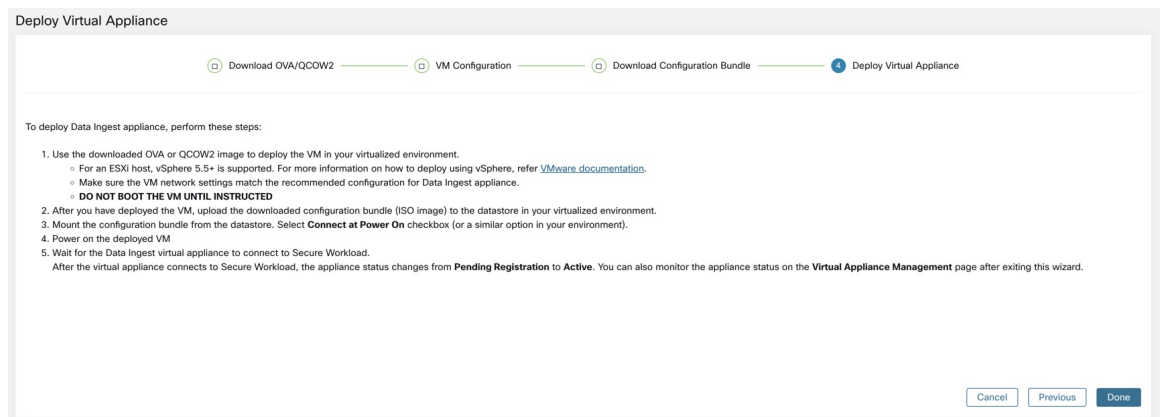 Deploy Virtual Appliance
Download OVA/QCOW2
VM Configuration
Download Configuration Bundle
4 Deploy Virtual Appliance
To deploy Data Ingest appliance, perform these steps:
1. Use the downloaded OVA or QCOW2 image to deploy the VM in your virtualized environment.
○ For an ESXi host, vSphere 5.5+ is supported. For more information on how to deploy using vSphere, refer VMware documentation.
○ Make sure the VM network settings match the recommended configuration for Data Ingest appliance.
○ DO NOT BOOT THE VM UNTIL INSTRUCTED
2. After you have deployed the VM, upload the downloaded configuration bundle (ISO image) to the datastore in your virtualized environment.
3. Mount the configuration bundle from the datastore. Select Connect at Power On checkbox (or a similar option in your environment).
4. Power on the deployed VM
5. Wait for the Data Ingest virtual appliance to connect to Secure Workload.
After the virtual appliance connects to Secure Workload, the appliance status changes from Pending Registration to Active. You can also monitor the appliance status on the Virtual Appliance Management page after exiting this wizard.
Cancel
Previous
Done